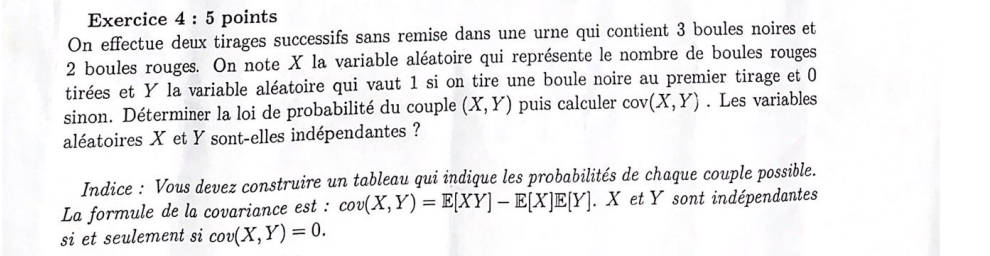 Exercice 4 : 5 points
On effectue deux tirages successifs sans remise dans une urne qui contient 3 boules noires et
2 boules rouges. On note X la variable aléatoire qui représente le nombre de boules rouges
tirées et Y la variable aléatoire qui vaut 1 si on tire une boule noire au premier tirage et 0
sinon. Déterminer la loi de probabilité du couple (X, Y) puis calculer cov(X, Y) . Les variables
aléatoires X et Y sont-elles indépendantes ?
Indice : Vous devez construire un tableau qui indique les probabilités de chaque couple possible.
La formule de la covariance est : cov(X, Y) = 𝔼[XY] − 𝔼[X]𝔼[Y]. X et Y sont indépendantes
si et seulement si cov(X, Y) = 0.